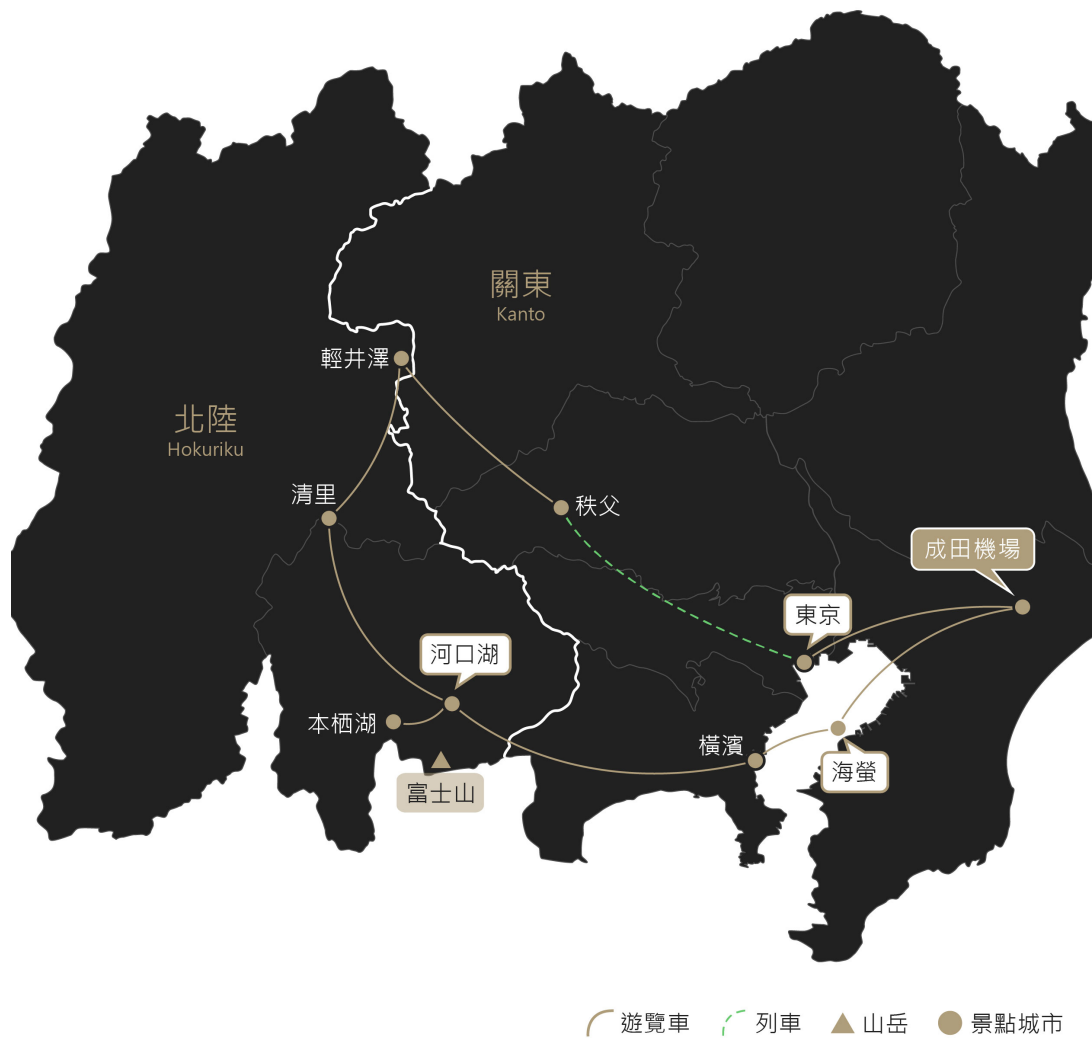 關東
Kanto
輕井澤
北陸
Hokuriku
清里
秩父
成田機場
東京
河口湖
本栖湖
橫濱
海螢
富士山
遊覽車
列車
山岳
景點城市